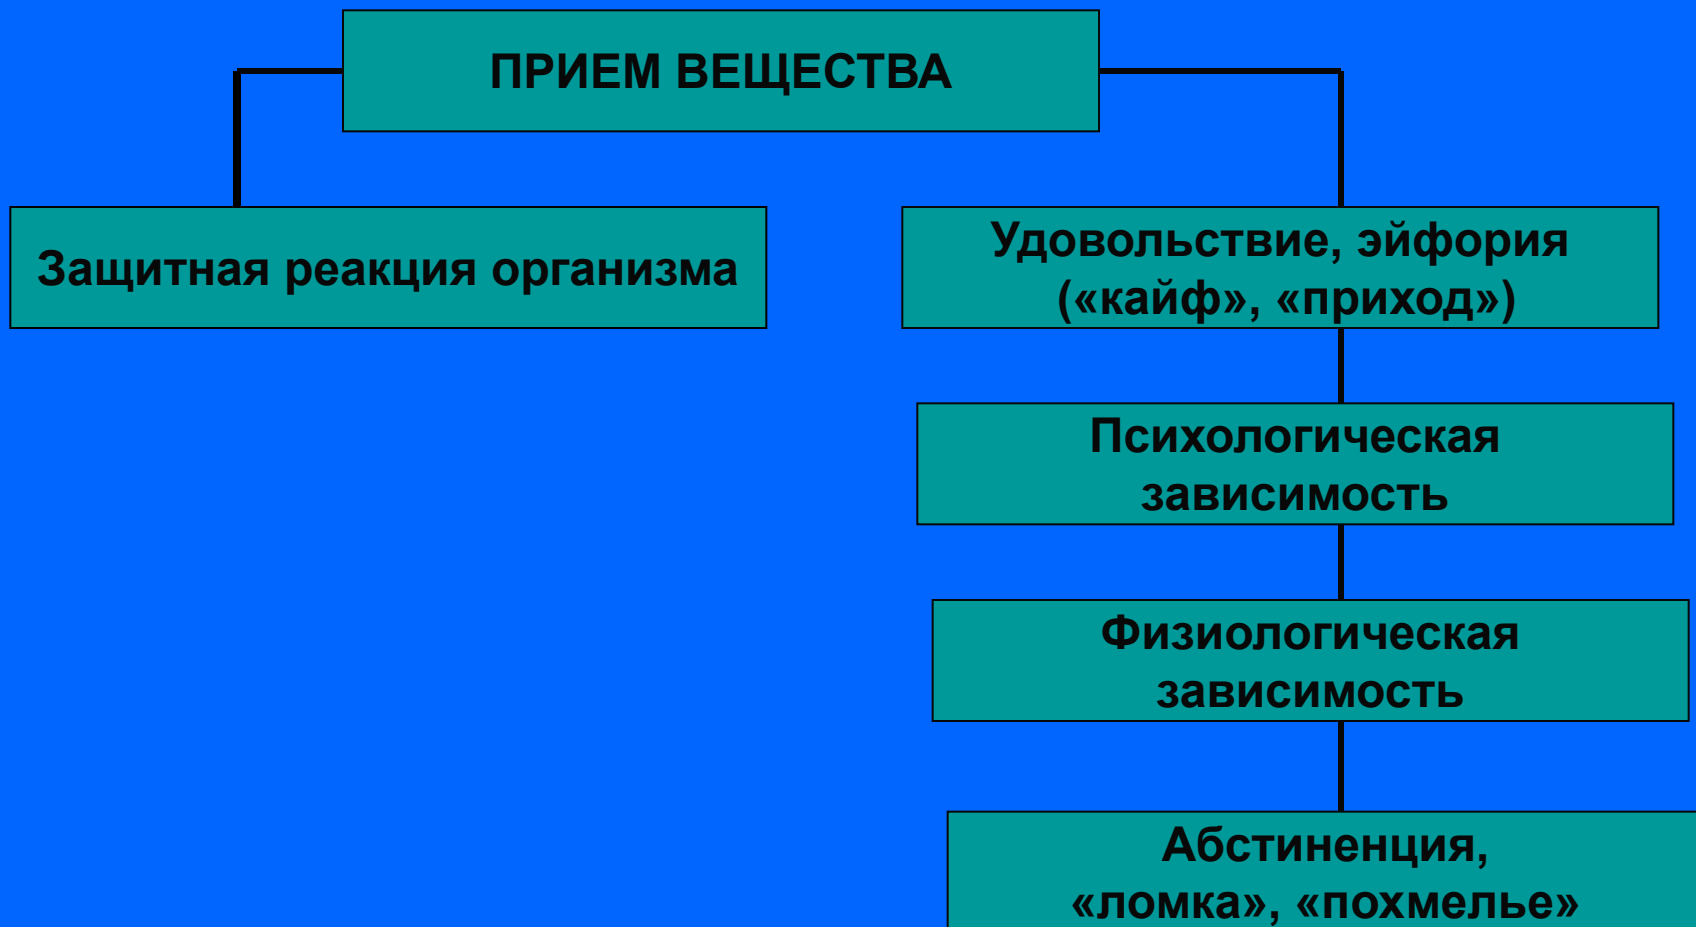 ПРИЕМ ВЕЩЕСТВА
Защитная реакция организма
Удовольствие, эйфория
(«кайф», «приход»)
Психологическая
зависимость
Физиологическая
зависимость
Абстиненция,
«ломка», «похмелье»